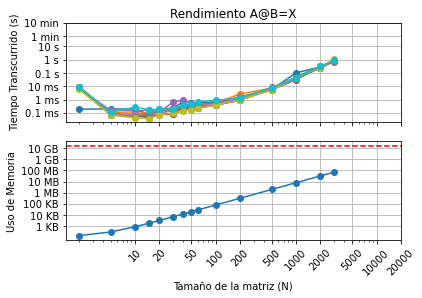 Rendimiento A@B=X
Tiempo Transcurrido (s)
10 min
1 min
10 s
1 s
0.1 s
10 ms
1 ms
0.1 ms
Uso de Memoria
10 GB
1 GB
100 MB
10 MB
1 MB
100 KB
10 KB
1 KB
10
20
50
100
200
500
1000
2000
5000
10000
20000
Tamaño de la matriz (N)